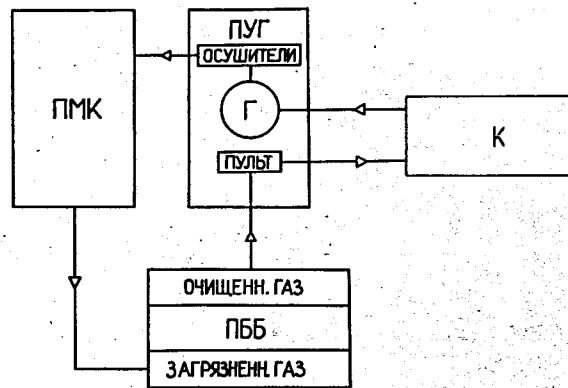 ПУГ
ОСУШИТЕЛИ
ПМК
Г
К
ПУЛЬТ
ОЧИЩЕНН. ГАЗ
ПББ
ЗАГРЯЗНЕНН. ГАЗ